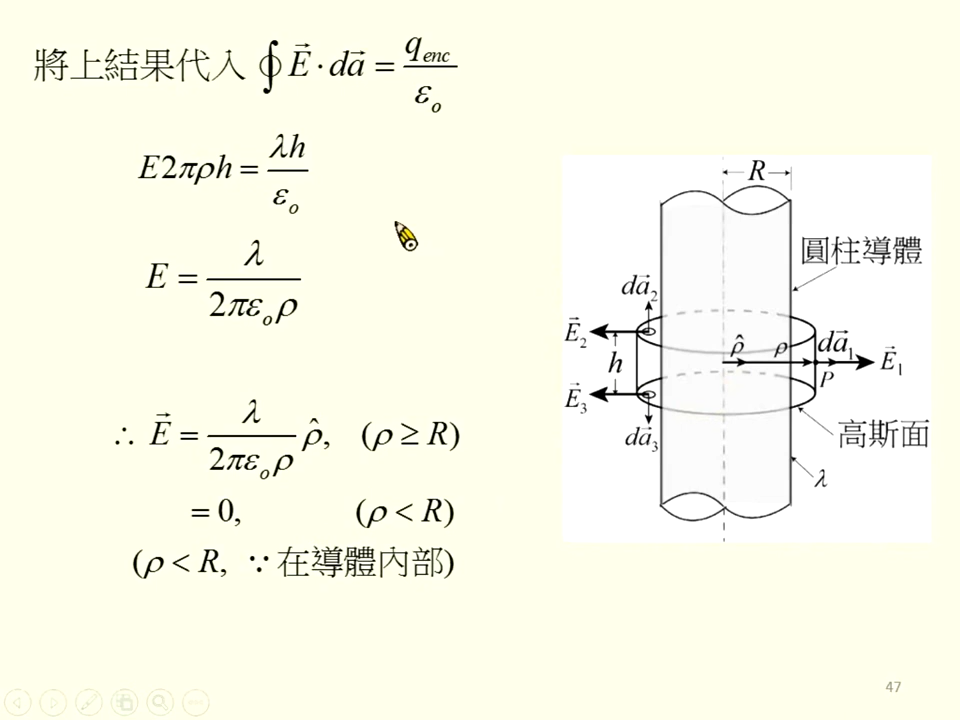 將上結果代入 ∮E⃗·da⃗ = q_enc/ε_o
E2πρh = λh/ε_o
E = λ/2πε_oρ
∴ E⃗ = λ/2πε_oρ ρ̂, (ρ ≥ R)
= 0, (ρ < R)
(ρ < R, ∵ 在導體內部)
R
圓柱導體
da⃗₂
E⃗₂
h
ρ̂
ρ
da⃗₁
E⃗₁
P
E⃗₃
da⃗₃
高斯面
λ
47